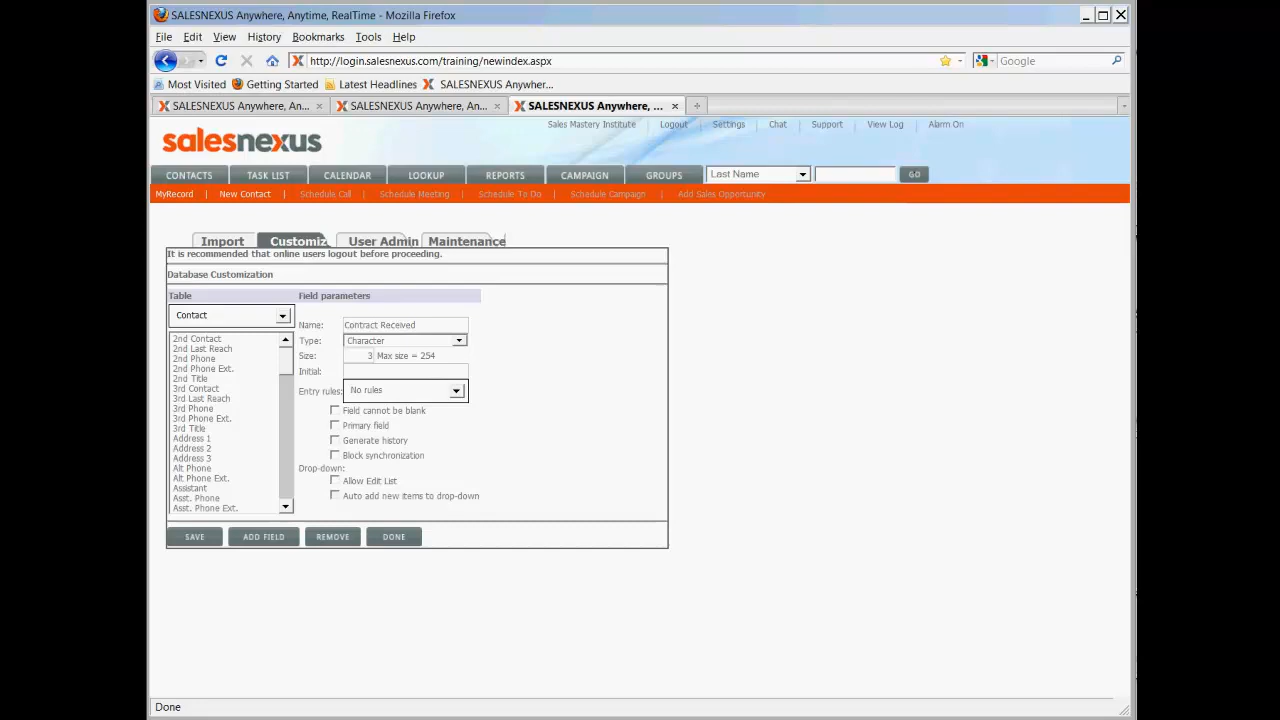 SALESNEXUS Anywhere, Anytime, RealTime - Mozilla Firefox
File Edit View History Bookmarks Tools Help
http://login.salesnexus.com/training/newindex.aspx Google
Most Visited Getting Started Latest Headlines SALESNEXUS Anywher...
SALESNEXUS Anywhere, An... SALESNEXUS Anywhere, An... SALESNEXUS Anywhere, ...
Sales Mastery Institute Logout Settings Chat Support View Log Alarm On
salesnexus
CONTACTS TASK LIST CALENDAR LOOKUP REPORTS CAMPAIGN GROUPS Last Name GO
MyRecord | New Contact | Schedule Call | Schedule Meeting | Schedule To Do | Schedule Campaign | Add Sales Opportunity
Import Customiz User Admin Maintenance
It is recommended that online users logout before proceeding.
Database Customization
Table Field parameters
Contact
Name: Contract Received
Type: Character
Size: 3 Max size = 254
Initial:
Entry rules: No rules
Field cannot be blank
Primary field
Generate history
Block synchronization
Drop-down:
Allow Edit List
Auto add new items to drop-down
2nd Contact
2nd Last Reach
2nd Phone
2nd Phone Ext.
2nd Title
3rd Contact
3rd Last Reach
3rd Phone
3rd Phone Ext.
3rd Title
Address 1
Address 2
Address 3
Alt Phone
Alt Phone Ext.
Assistant
Asst. Phone
Asst. Phone Ext.
SAVE ADD FIELD REMOVE DONE
Done